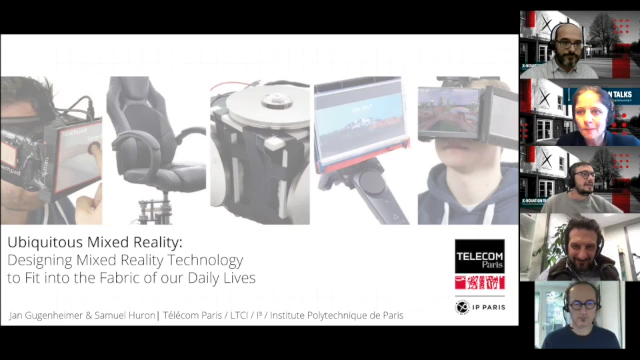 Ubiquitous Mixed Reality:
Designing Mixed Reality Technology
to Fit into the Fabric of our Daily Lives
Jan Gugenheimer & Samuel Huron| Télécom Paris / LTCI / I³ / Institute Polytechnique de Paris
TELECOM
Paris
IP PARIS
N TALKS